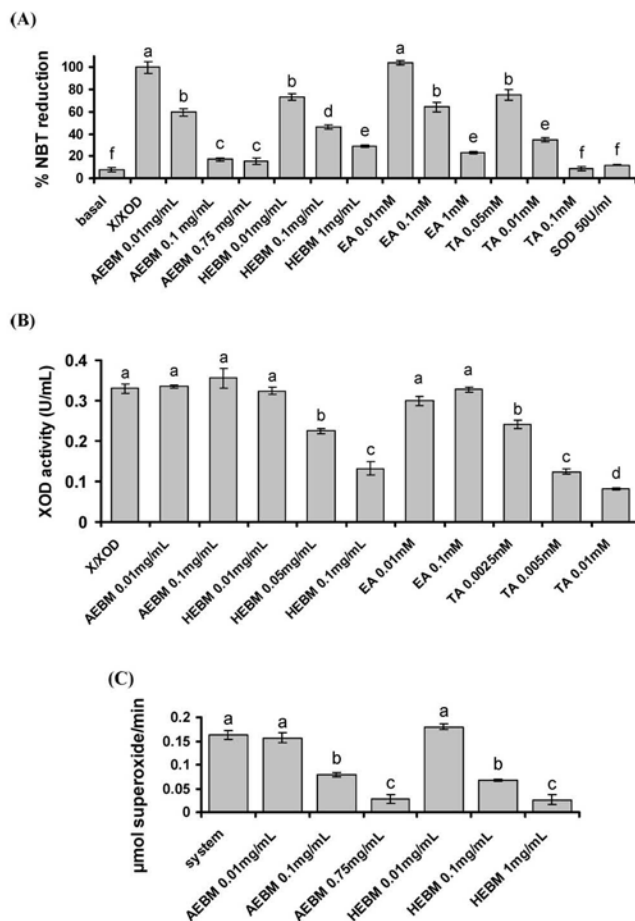 (A)
% NBT reduction
100
80
60
40
20
0
f
a
b
c
c
b
d
e
a
b
e
b
e
f
f
basal
X/XOD
AEBM 0.01mg/mL
AEBM 0.1 mg/mL
AEBM 0.75 mg/mL
HEBM 0.01mg/mL
HEBM 0.1mg/mL
HEBM 1mg/mL
EA 0.01mM
EA 0.1mM
EA 1mM
TA 0.05mM
TA 0.01mM
TA 0.1mM
SOD 50U/ml
(B)
XOD activity (U/mL)
0.4
0.3
0.2
0.1
0
a
a
a
a
b
c
a
a
b
c
d
X/XOD
AEBM 0.01mg/mL
AEBM 0.1mg/mL
HEBM 0.01mg/mL
HEBM 0.05mg/mL
HEBM 0.1mg/mL
EA 0.01mM
EA 0.1mM
TA 0.0025mM
TA 0.005mM
TA 0.01mM
(C)
µmol superoxide/min
0.2
0.15
0.1
0.05
0
a
a
b
c
a
b
c
system
AEBM 0.01mg/mL
AEBM 0.1mg/mL
AEBM 0.75mg/mL
HEBM 0.01mg/mL
HEBM 0.1mg/mL
HEBM 1mg/mL